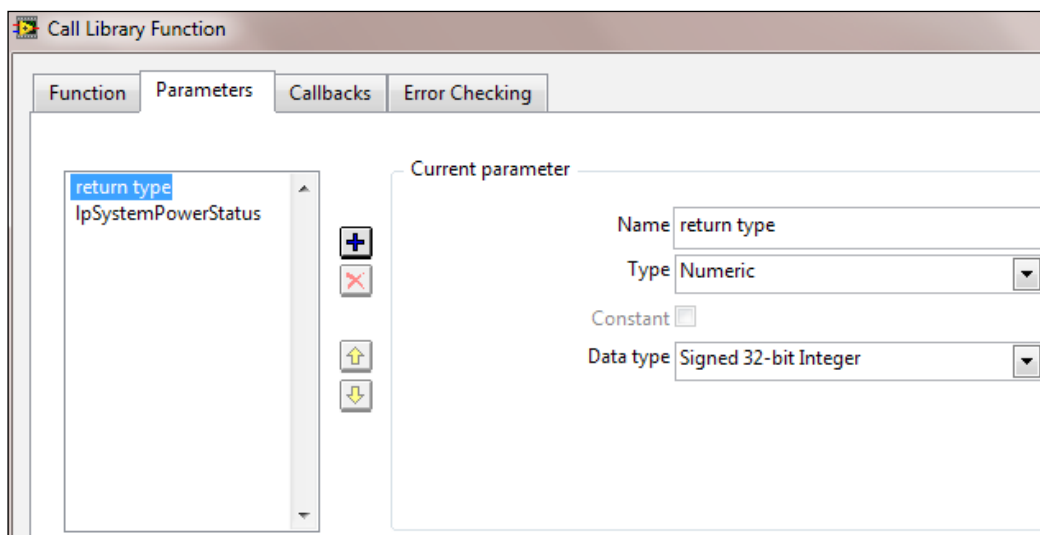 Call Library Function
Function Parameters Callbacks Error Checking
Current parameter
return type
lpSystemPowerStatus
Name return type
Type Numeric
Constant
Data type Signed 32-bit Integer